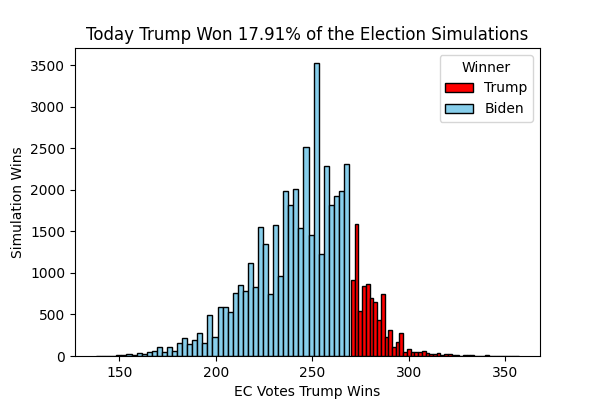 Today Trump Won 17.91% of the Election Simulations
Winner
Trump
Biden
Simulation Wins
3500
3000
2500
2000
1500
1000
500
0
150
200
250
300
350
EC Votes Trump Wins